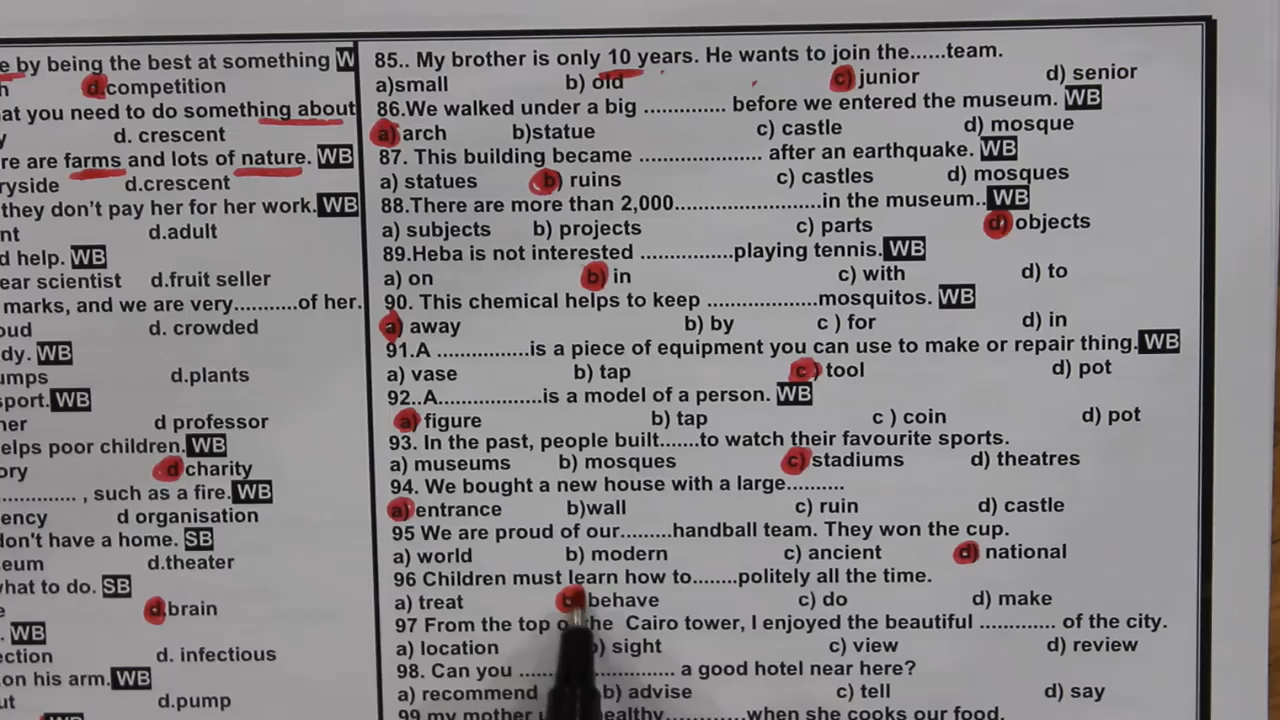 e by being the best at something W
h d.competition
at you need to do something about
y d. crescent
re are farms and lots of nature. WB
ryside d.crescent
they don't pay her for her work. WB
nt d.adult
d help. WB
ear scientist d.fruit seller
marks, and we are very..........of her.
oud d. crowded
dy. WB
umps d.plants
sport. WB
ner d professor
elps poor children. WB
ory d charity
............. , such as a fire. WB
ency d organisation
don't have a home. SB
eum d.theater
what to do. SB
e d.brain
. WB
ection d. infectious
on his arm. WB
ut d.pump
85.. My brother is only 10 years. He wants to join the......team.
a)small b) old c) junior d) senior
86.We walked under a big ............. before we entered the museum. WB
a) arch b)statue c) castle d) mosque
87. This building became ................... after an earthquake. WB
a) statues b) ruins c) castles d) mosques
88.There are more than 2,000.......................in the museum.. WB
a) subjects b) projects c) parts d) objects
89.Heba is not interested ...............playing tennis. WB
a) on b) in c) with d) to
90. This chemical helps to keep .................mosquitos. WB
a) away b) by c ) for d) in
91.A ...............is a piece of equipment you can use to make or repair thing. WB
a) vase b) tap c ) tool d) pot
92..A.................is a model of a person. WB
a) figure b) tap c ) coin d) pot
93. In the past, people built.......to watch their favourite sports.
a) museums b) mosques c) stadiums d) theatres
94. We bought a new house with a large..........
a) entrance b)wall c) ruin d) castle
95 We are proud of our.........handball team. They won the cup.
a) world b) modern c) ancient d) national
96 Children must learn how to........politely all the time.
a) treat b) behave c) do d) make
97 From the top the Cairo tower, I enjoyed the beautiful ............ of the city.
a) location b) sight c) view d) review
98. Can you ......................... a good hotel near here?
a) recommend b) advise c) tell d) say
99 my mother healthy............when she cooks our food.